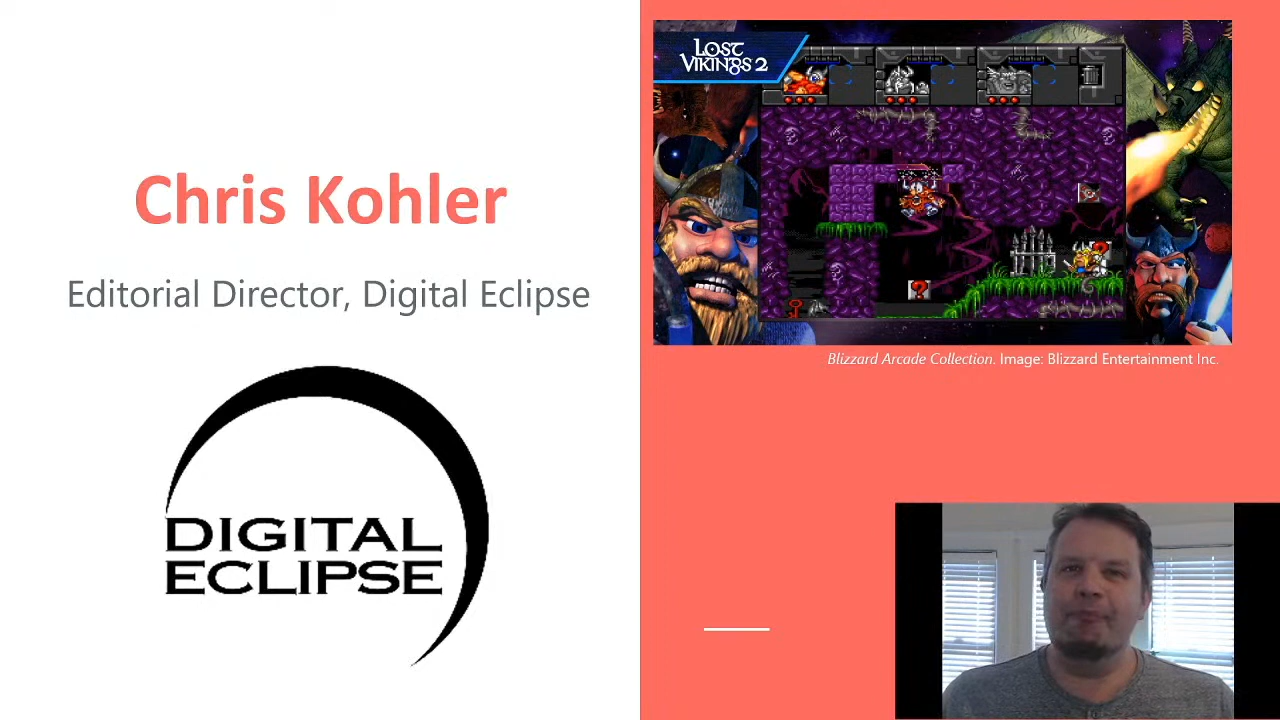 Chris Kohler
Editorial Director, Digital Eclipse
DIGITAL
ECLIPSE
LOST
VIKINGS 2
Blizzard Arcade Collection. Image: Blizzard Entertainment Inc.